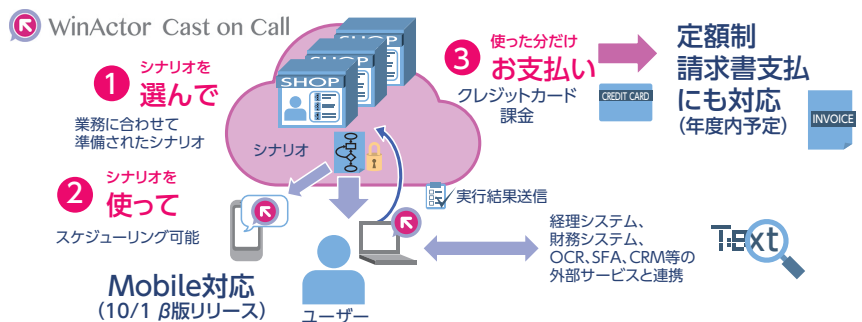 WinActor Cast on Call
1
シナリオを
選んで
業務に合わせて
準備されたシナリオ
2
シナリオを
使って
スケジューリング可能
Mobile対応
(10/1 β版リリース)
SHOP
SHOP
SHOP
シナリオ
ユーザー
実行結果送信
3
使った分だけ
お支払い
クレジットカード
課金
CREDIT CARD
定額制
請求書支払
にも対応
(年度内予定)
INVOICE
経理システム、
財務システム、
OCR、SFA、CRM等の
外部サービスと連携